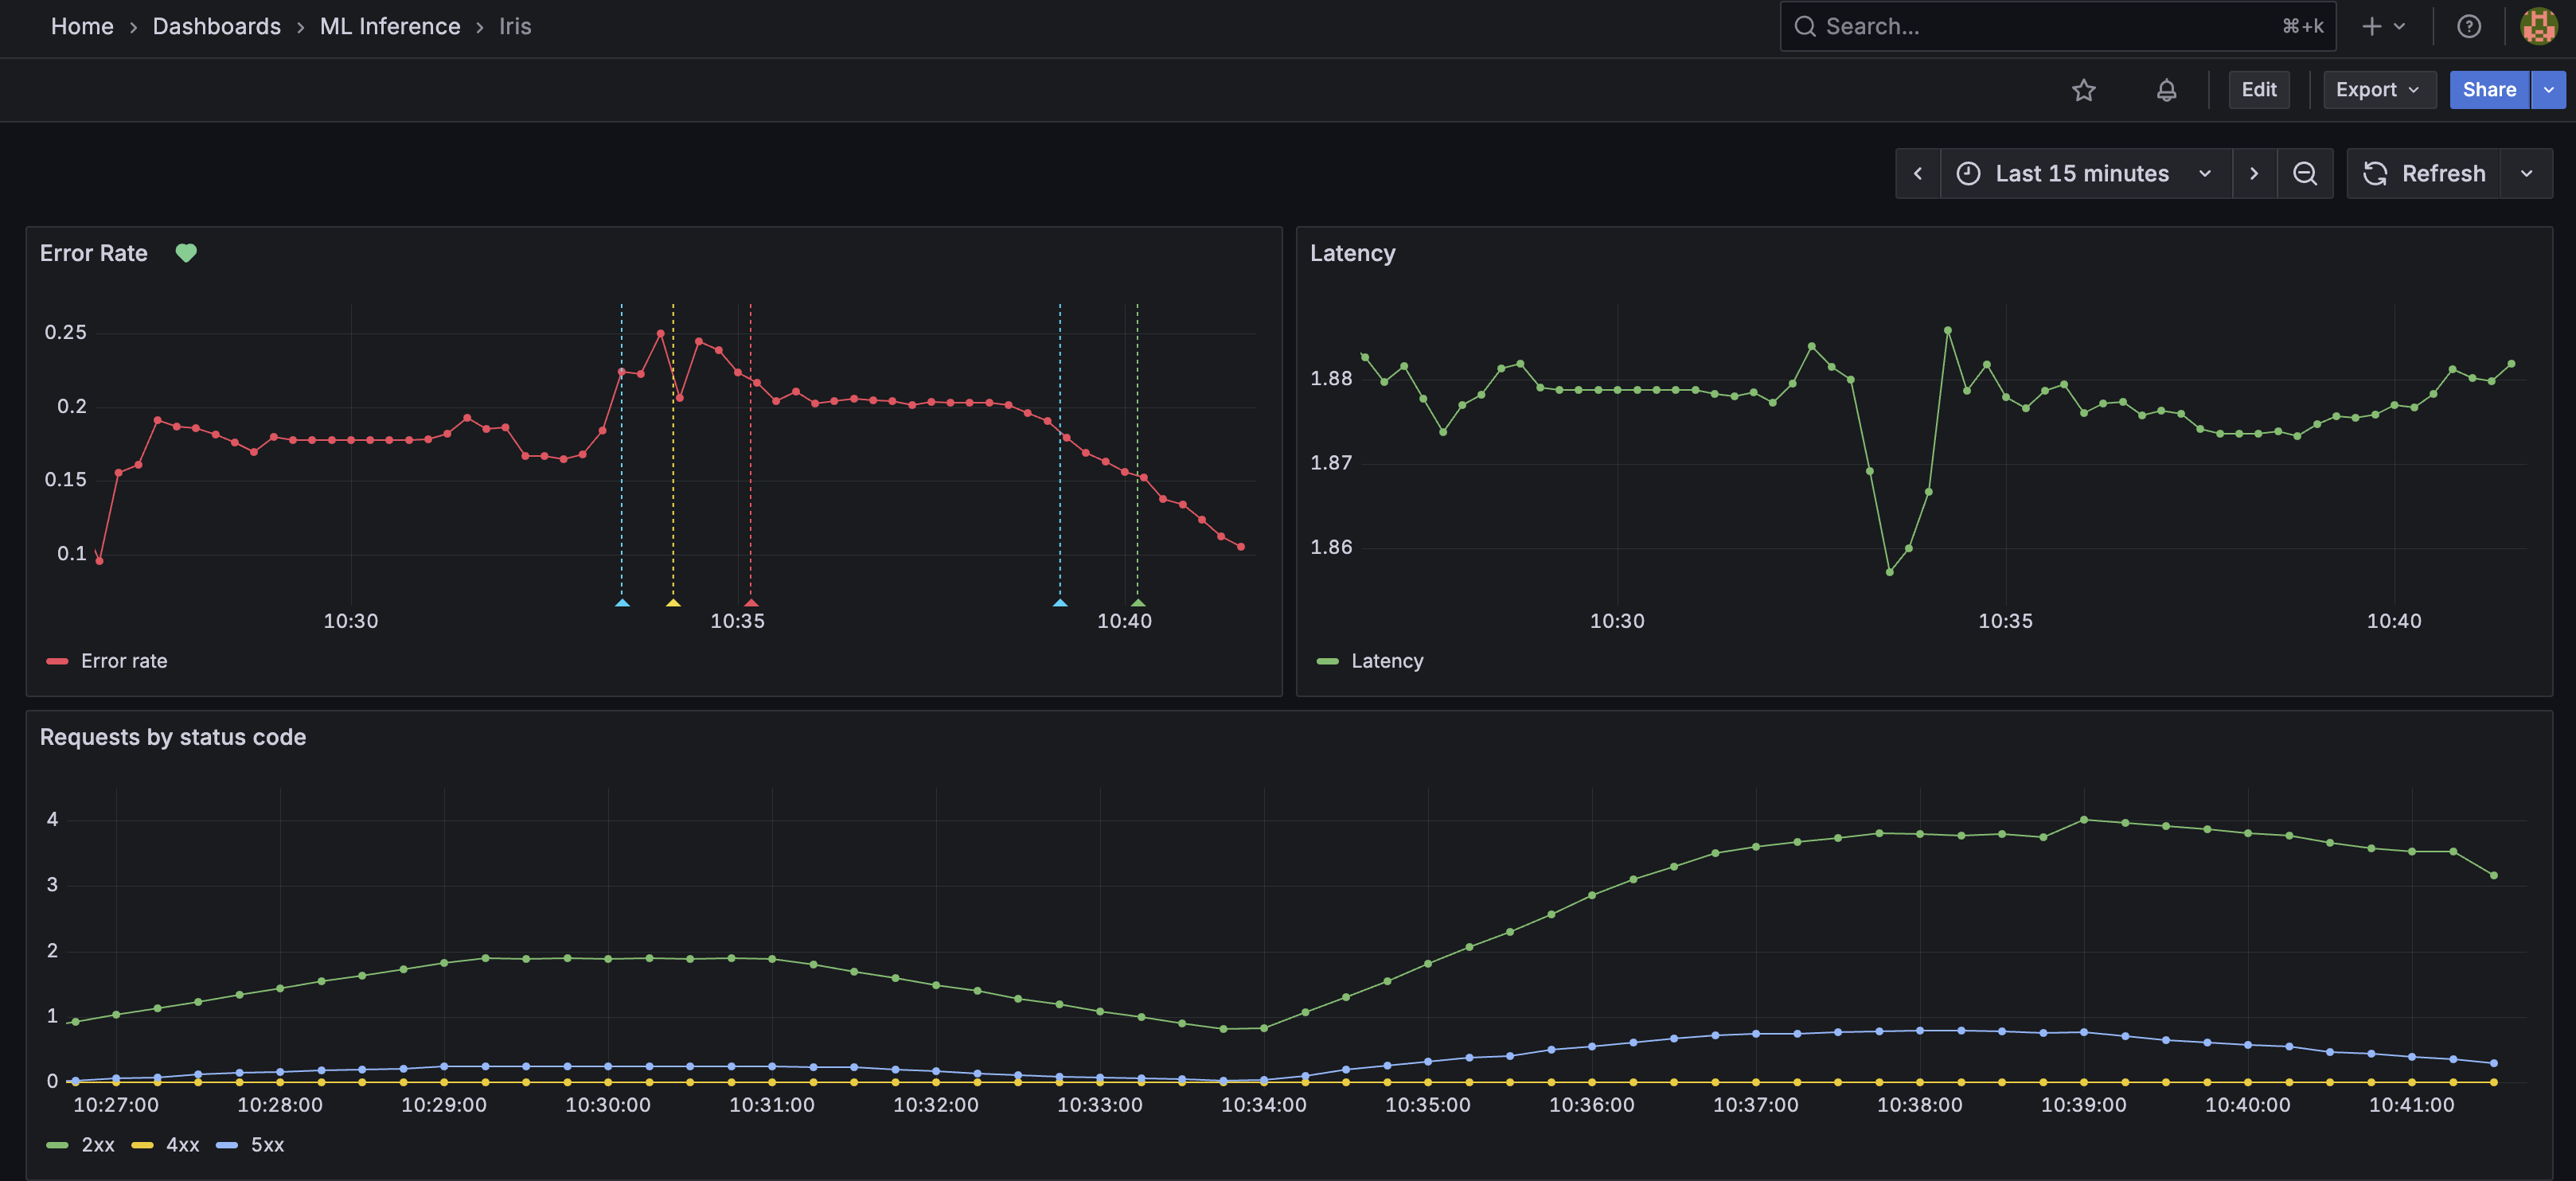 Home > Dashboards > ML Inference > Iris
Search...
⌘+k
Edit
Export
Share
Last 15 minutes
Refresh
Error Rate
0.25
0.2
0.15
0.1
10:30
10:35
10:40
Error rate
Latency
1.88
1.87
1.86
10:30
10:35
10:40
Latency
Requests by status code
4
3
2
1
0
10:27:00
10:28:00
10:29:00
10:30:00
10:31:00
10:32:00
10:33:00
10:34:00
10:35:00
10:36:00
10:37:00
10:38:00
10:39:00
10:40:00
10:41:00
2xx
4xx
5xx